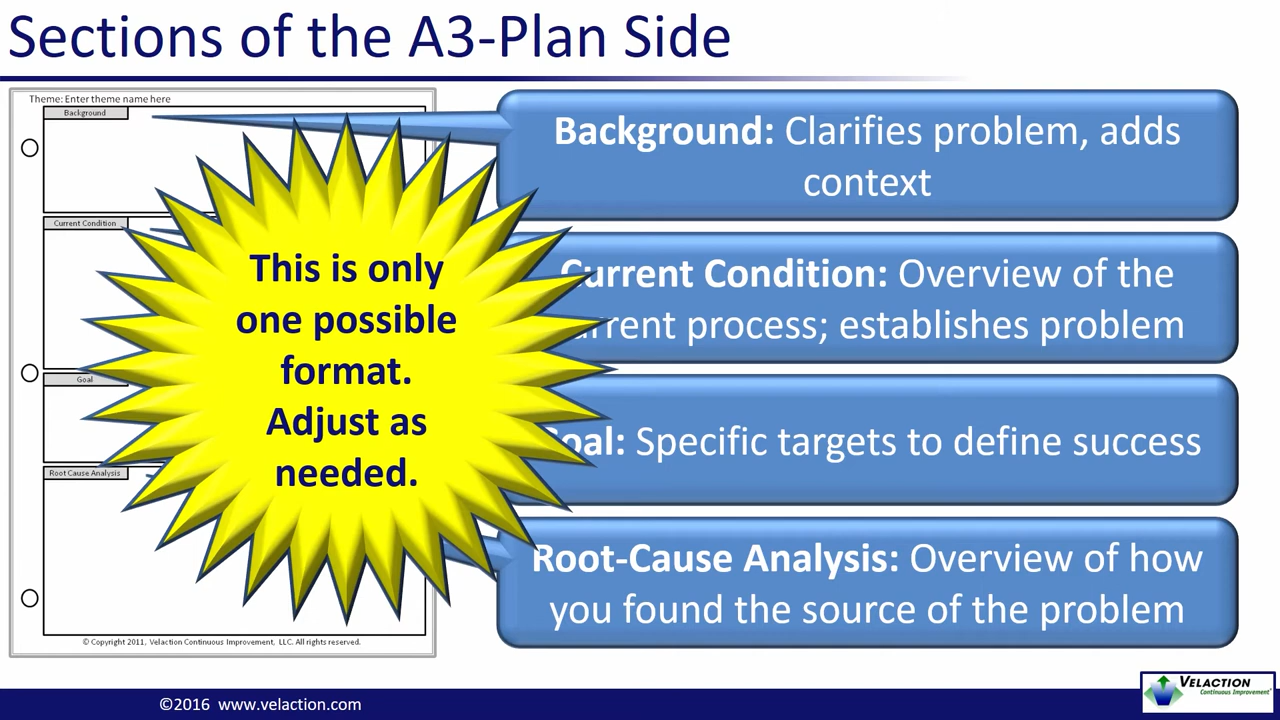 Sections of the A3-Plan Side
Theme: Enter theme name here
Background
Current Condition
Goal
Root Cause Analysis
© Copyright 2011, Velaction Continuous Improvement, LLC. All rights reserved.
This is only
one possible
format.
Adjust as
needed.
Background: Clarifies problem, adds
context
Current Condition: Overview of the
current process; establishes problem
Goal: Specific targets to define success
Root-Cause Analysis: Overview of how
you found the source of the problem
©2016 www.velaction.com
VELACTION
Continuous Improvement